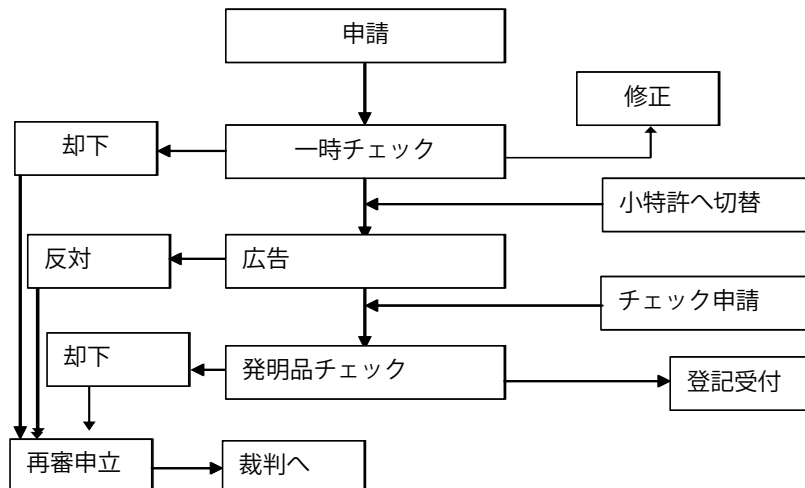 申請
修正
却下
一時チェック
小特許へ切替
反対
広告
チェック申請
却下
発明品チェック
登記受付
再審申立
裁判へ